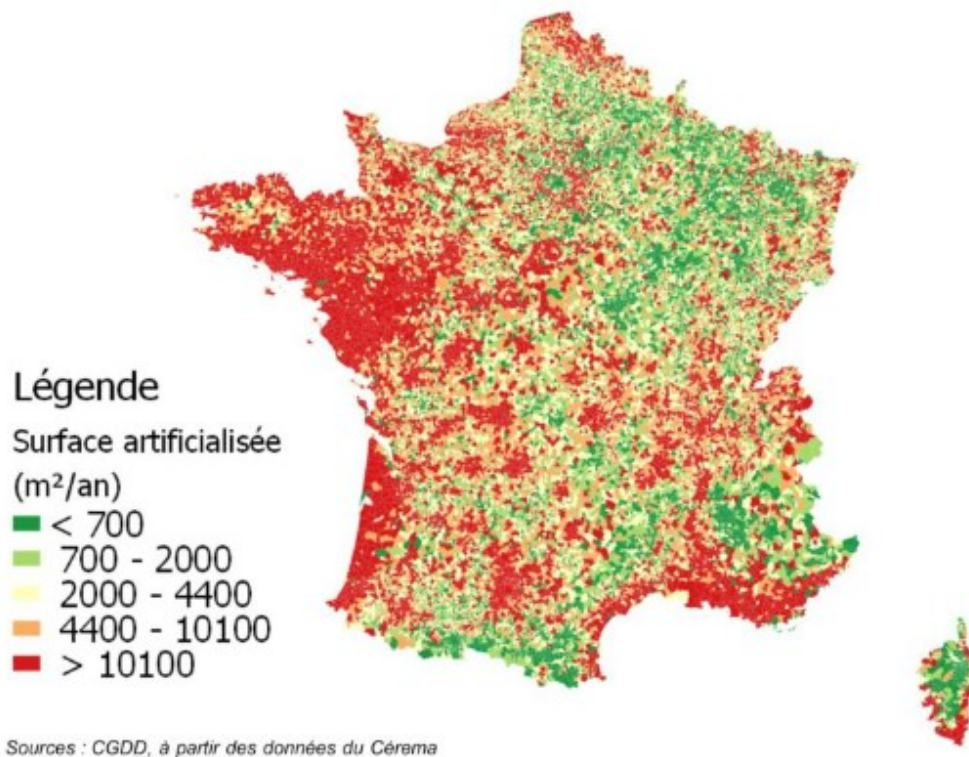 Légende
Surface artificialisée
(m²/an)
< 700
700 - 2000
2000 - 4400
4400 - 10100
> 10100
Sources : CGDD, à partir des données du Cérema